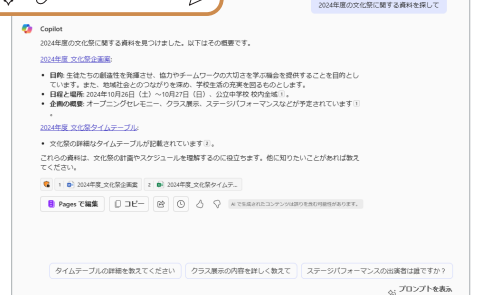 2024年度の文化祭に関する資料を探して
Copilot
2024年度の文化祭に関する資料を見つけました。以下はその概要です。
2024年度 文化祭企画案:
• 目的: 生徒たちの創造性を発揮させ、協力やチームワークの大切さを学ぶ機会を提供することを目的とし
ています。また、地域社会とのつながりを深め、学校生活の充実を図るものとします。
• 日程と場所: 2024年10月26日（土）～10月27日（日）、公立中学校 校内全域 1 。
• 企画の概要: オープニングセレモニー、クラス展示、ステージパフォーマンスなどが予定されています 1
。
2024年度 文化祭タイムテーブル:
• 文化祭の詳細なタイムテーブルが記載されています 2 。
これらの資料は、文化祭の計画やスケジュールを理解するのに役立ちます。他に知りたいことがあれば教え
てください。
1 2024年度_文化祭企画案 2 2024年度_文化祭タイムテ...
Pages で編集 コピー AI で生成されたコンテンツは誤りを含む可能性があります。
タイムテーブルの詳細を教えてください クラス展示の内容を詳しく教えて ステージパフォーマンスの出演者は誰ですか？
プロンプトを表示